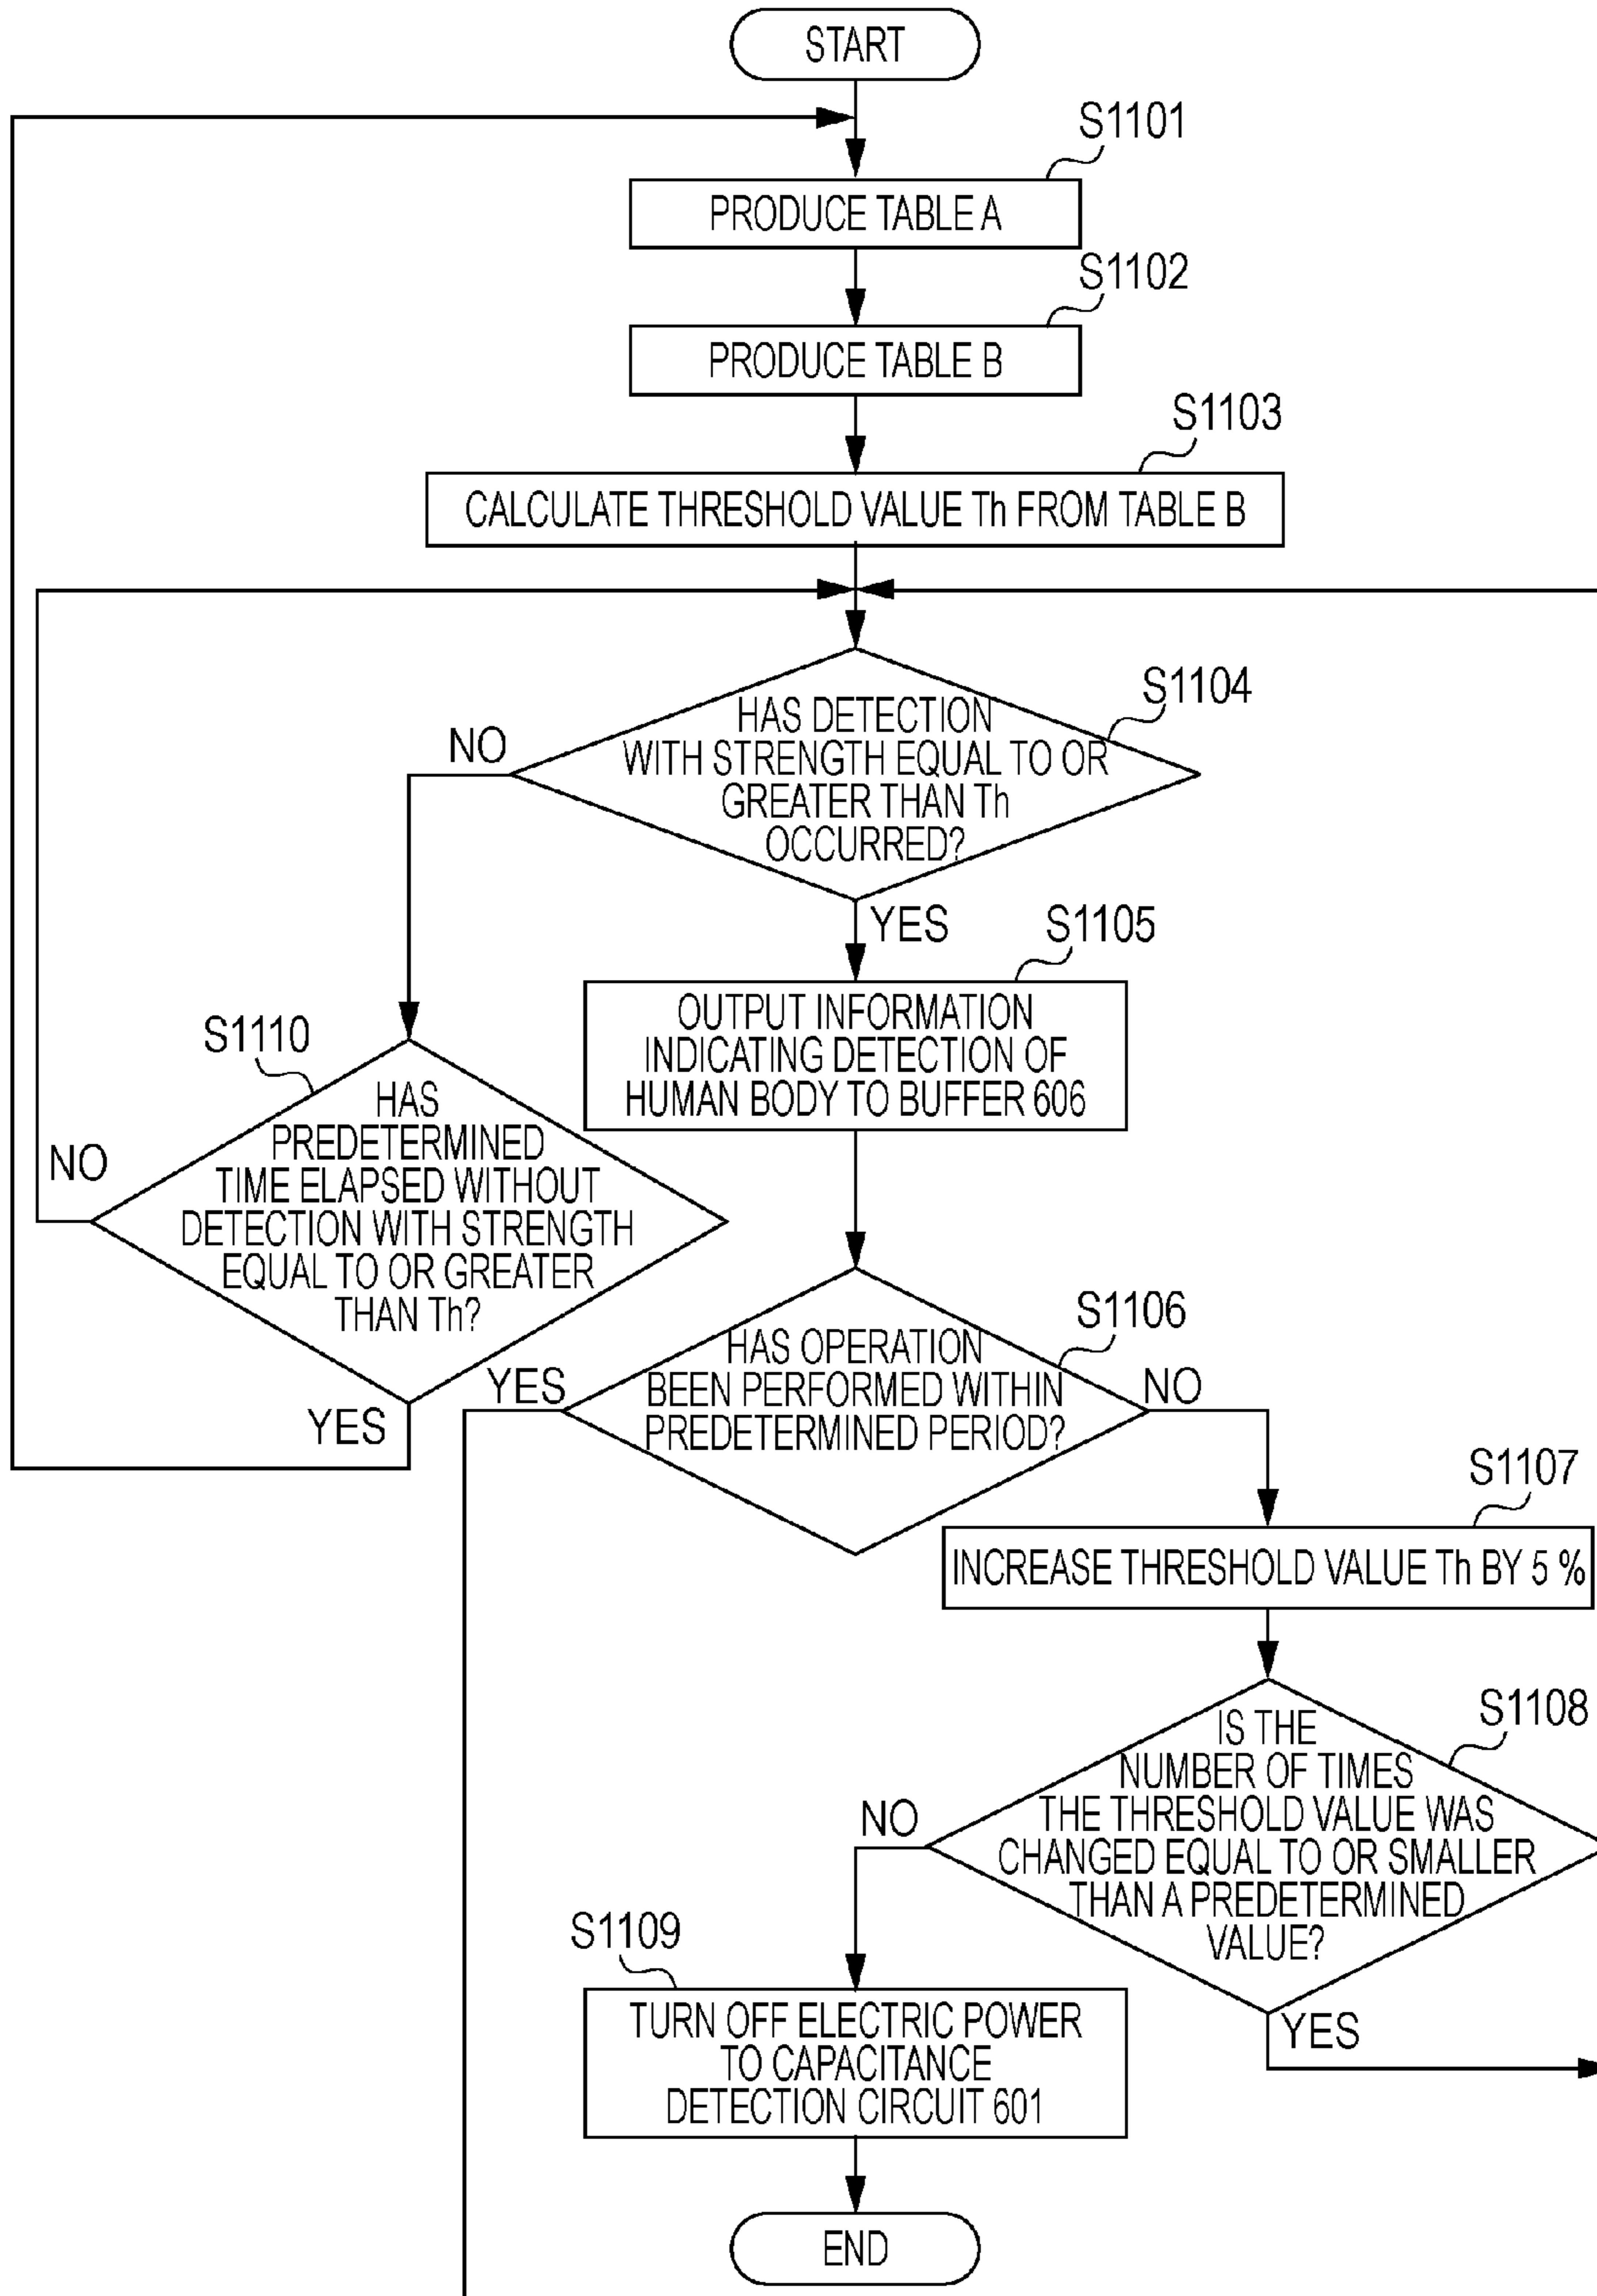 START
S1101
PRODUCE TABLE A
S1102
PRODUCE TABLE B
S1103
CALCULATE THRESHOLD VALUE Th FROM TABLE B
S1104
HAS DETECTION
WITH STRENGTH EQUAL TO OR
GREATER THAN Th
OCCURRED?
NO
YES
S1105
OUTPUT INFORMATION
INDICATING DETECTION OF
HUMAN BODY TO BUFFER 606
S1110
HAS
PREDETERMINED
TIME ELAPSED WITHOUT
DETECTION WITH STRENGTH
EQUAL TO OR GREATER
THAN Th?
NO
YES
S1106
HAS OPERATION
BEEN PERFORMED WITHIN
PREDETERMINED PERIOD?
YES
NO
S1107
INCREASE THRESHOLD VALUE Th BY 5 %
S1108
IS THE
NUMBER OF TIMES
THE THRESHOLD VALUE WAS
CHANGED EQUAL TO OR SMALLER
THAN A PREDETERMINED
VALUE?
NO
YES
S1109
TURN OFF ELECTRIC POWER
TO CAPACITANCE
DETECTION CIRCUIT 601
END